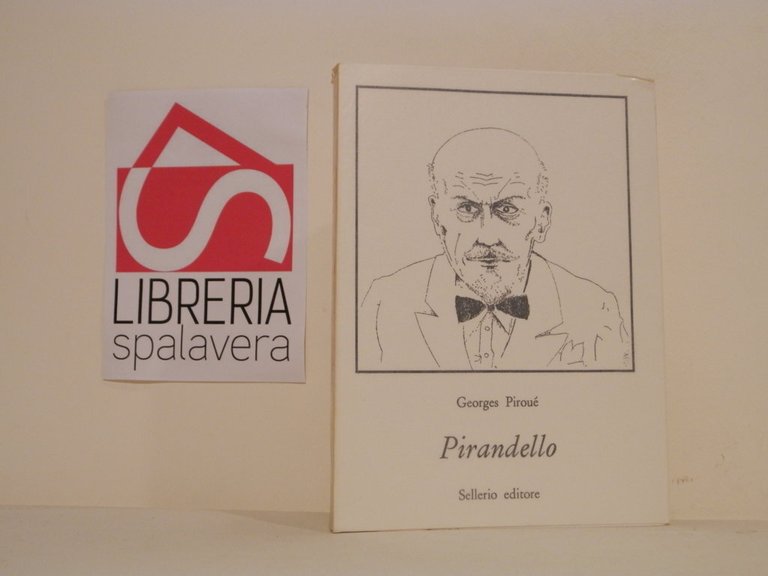 LIBRERIA
spalavera
Georges Piroué
Pirandello
Sellerio editore